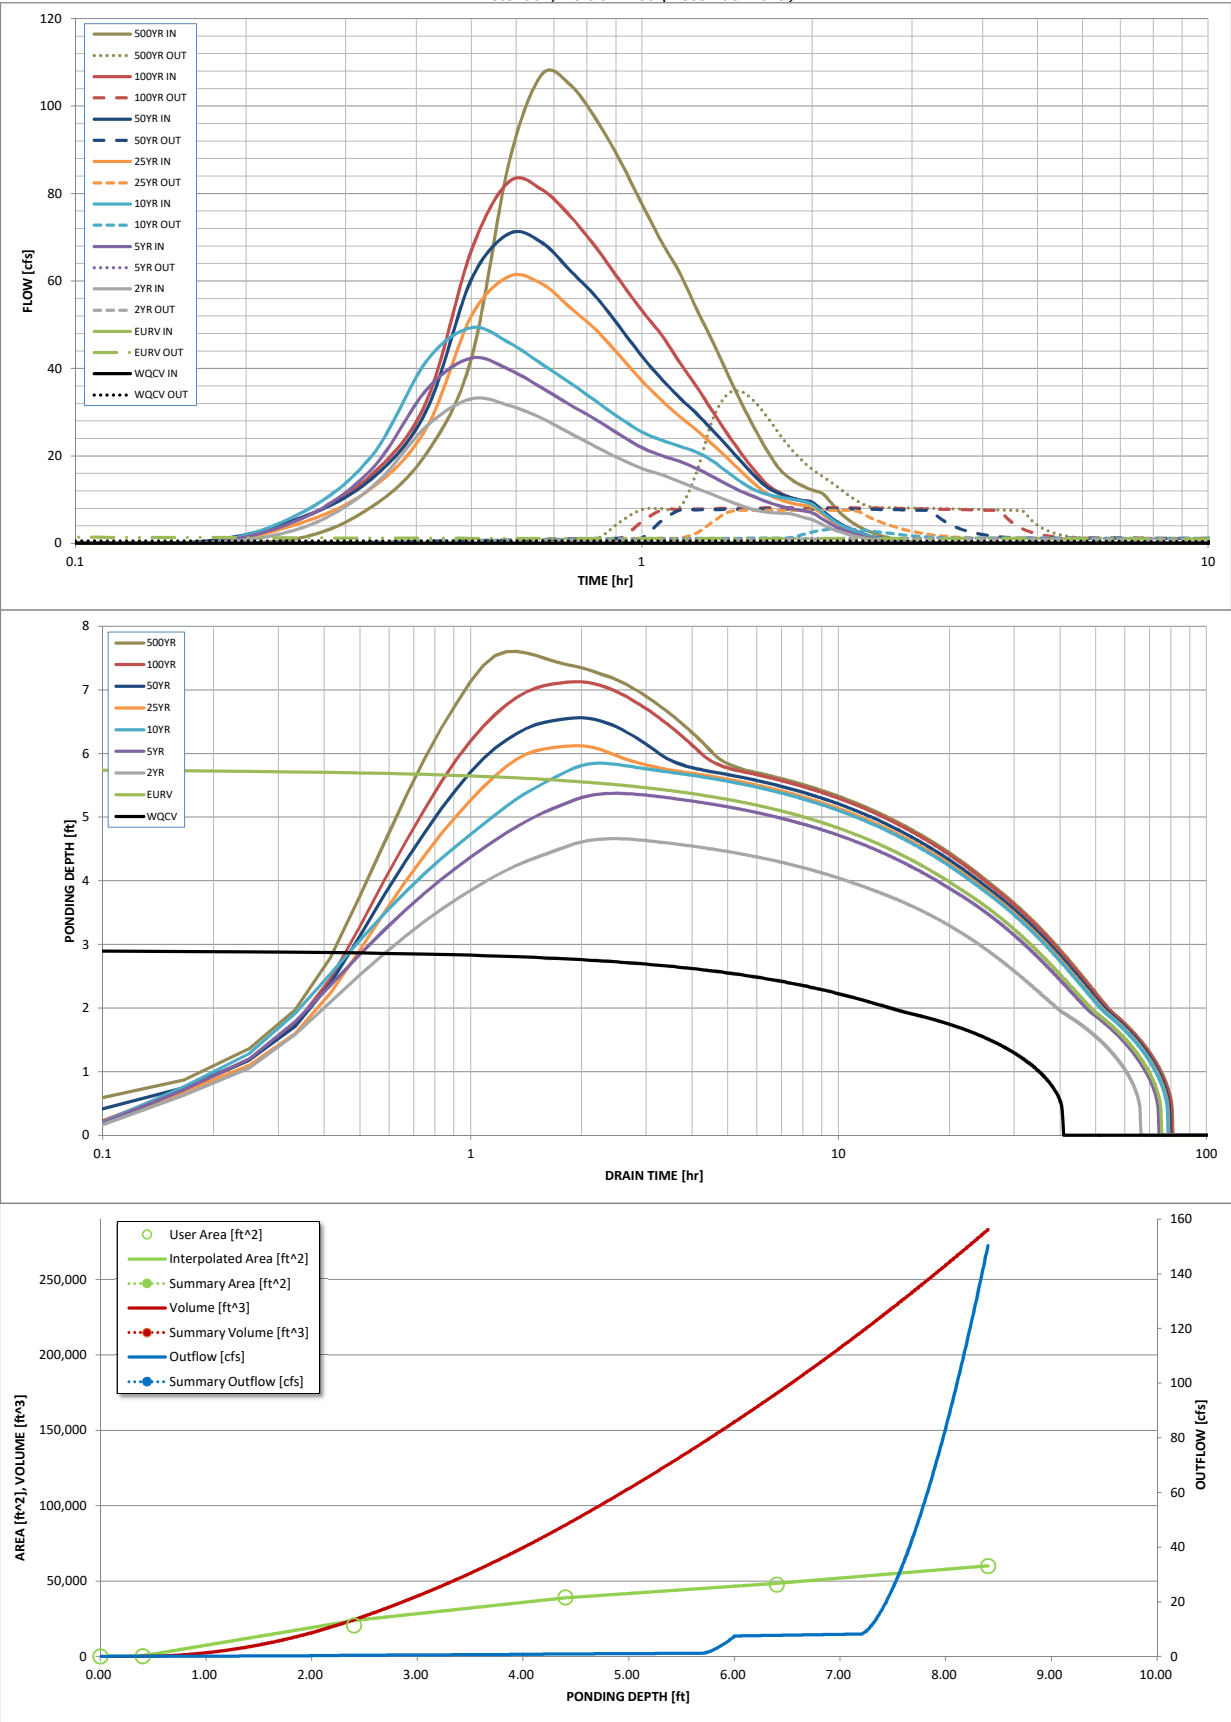 120
100
80
60
40
20
0
FLOW [cfs]
500YR IN
500YR OUT
100YR IN
100YR OUT
50YR IN
50YR OUT
25YR IN
25YR OUT
10YR IN
10YR OUT
5YR IN
5YR OUT
2YR IN
2YR OUT
EURV IN
EURV OUT
WQCV IN
WQCV OUT
0.1
1
10
TIME [hr]
8
7
6
5
4
3
2
1
0
PONDING DEPTH [ft]
500YR
100YR
50YR
25YR
10YR
5YR
2YR
EURV
WQCV
0.1
1
10
100
DRAIN TIME [hr]
User Area [ft^2]
Interpolated Area [ft^2]
Summary Area [ft^2]
Volume [ft^3]
Summary Volume [ft^3]
Outflow [cfs]
Summary Outflow [cfs]
250,000
200,000
150,000
100,000
50,000
0
AREA [ft^2], VOLUME [ft^3]
160
140
120
100
80
60
40
20
0
OUTFLOW [cfs]
0.00
1.00
2.00
3.00
4.00
5.00
6.00
7.00
8.00
9.00
10.00
PONDING DEPTH [ft]